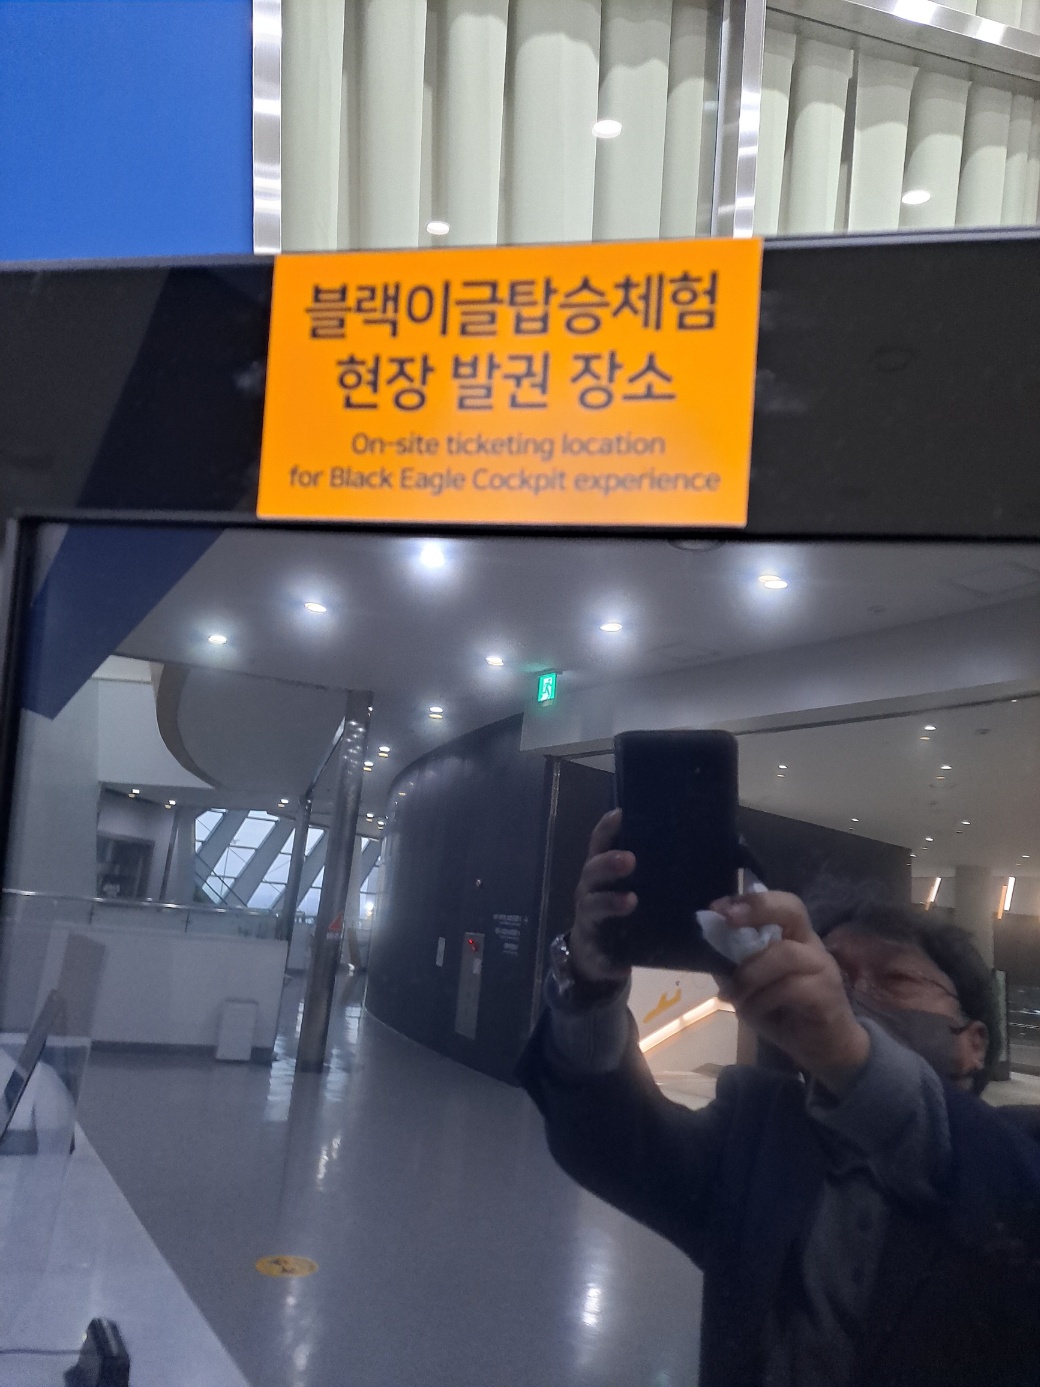 블랙이글탑승체험
현장 발권 장소
On-site ticketing location
for Black Eagle Cockpit experience